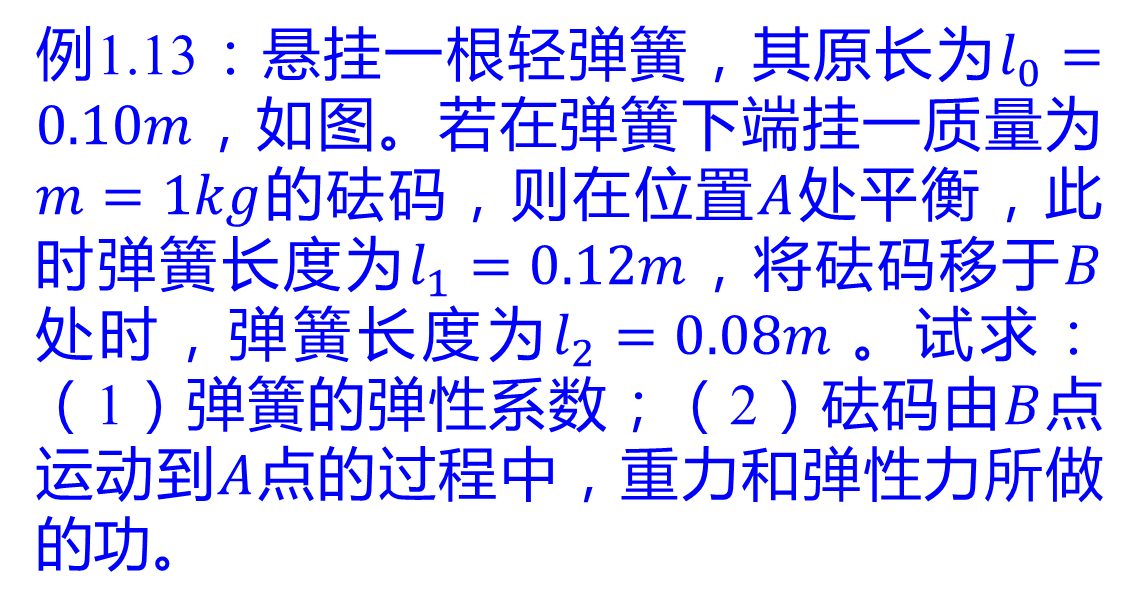 例1.13：悬挂一根轻弹簧，其原长为l₀ =
0.10m，如图。若在弹簧下端挂一质量为
m = 1kg的砝码，则在位置A处平衡，此
时弹簧长度为l₁ = 0.12m，将砝码移于B
处时，弹簧长度为l₂ = 0.08m。试求：
（1）弹簧的弹性系数；（2）砝码由B点
运动到A点的过程中，重力和弹性力所做
的功。